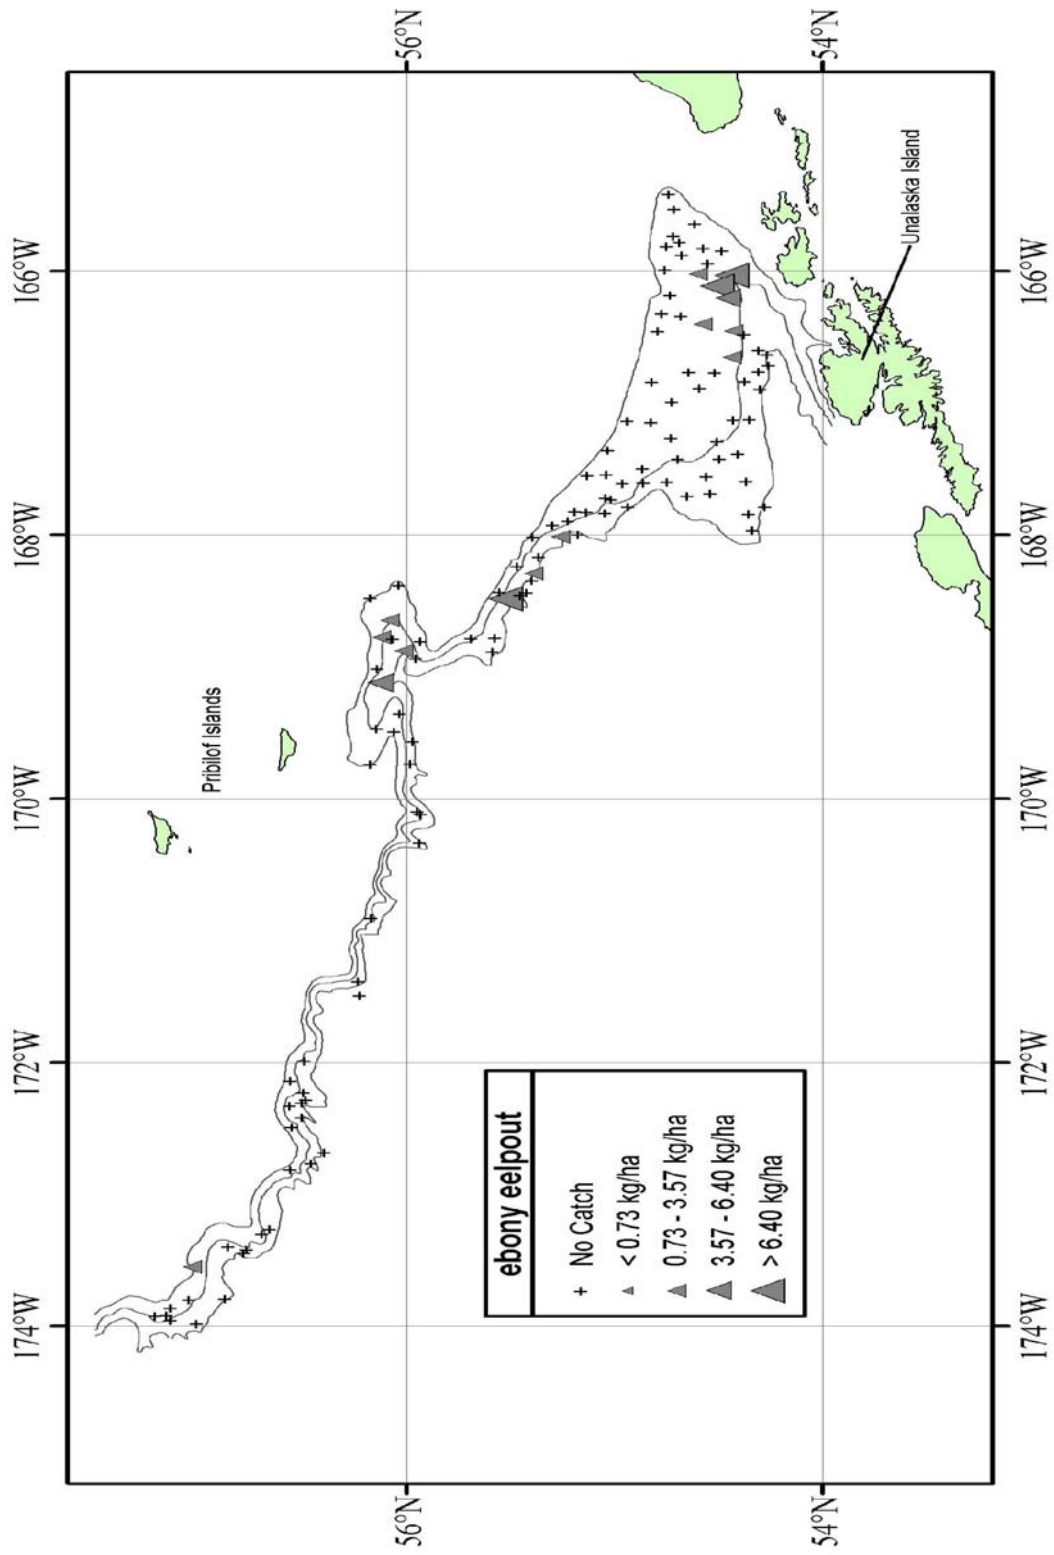 174°W
172°W
170°W
168°W
166°W
56°N
56°N
Pribilof Islands
ebony eelpout
No Catch
< 0.73 kg/ha
0.73 - 3.57 kg/ha
3.57 - 6.40 kg/ha
> 6.40 kg/ha
54°N
54°N
Unalaska Island
174°W
172°W
170°W
168°W
166°W